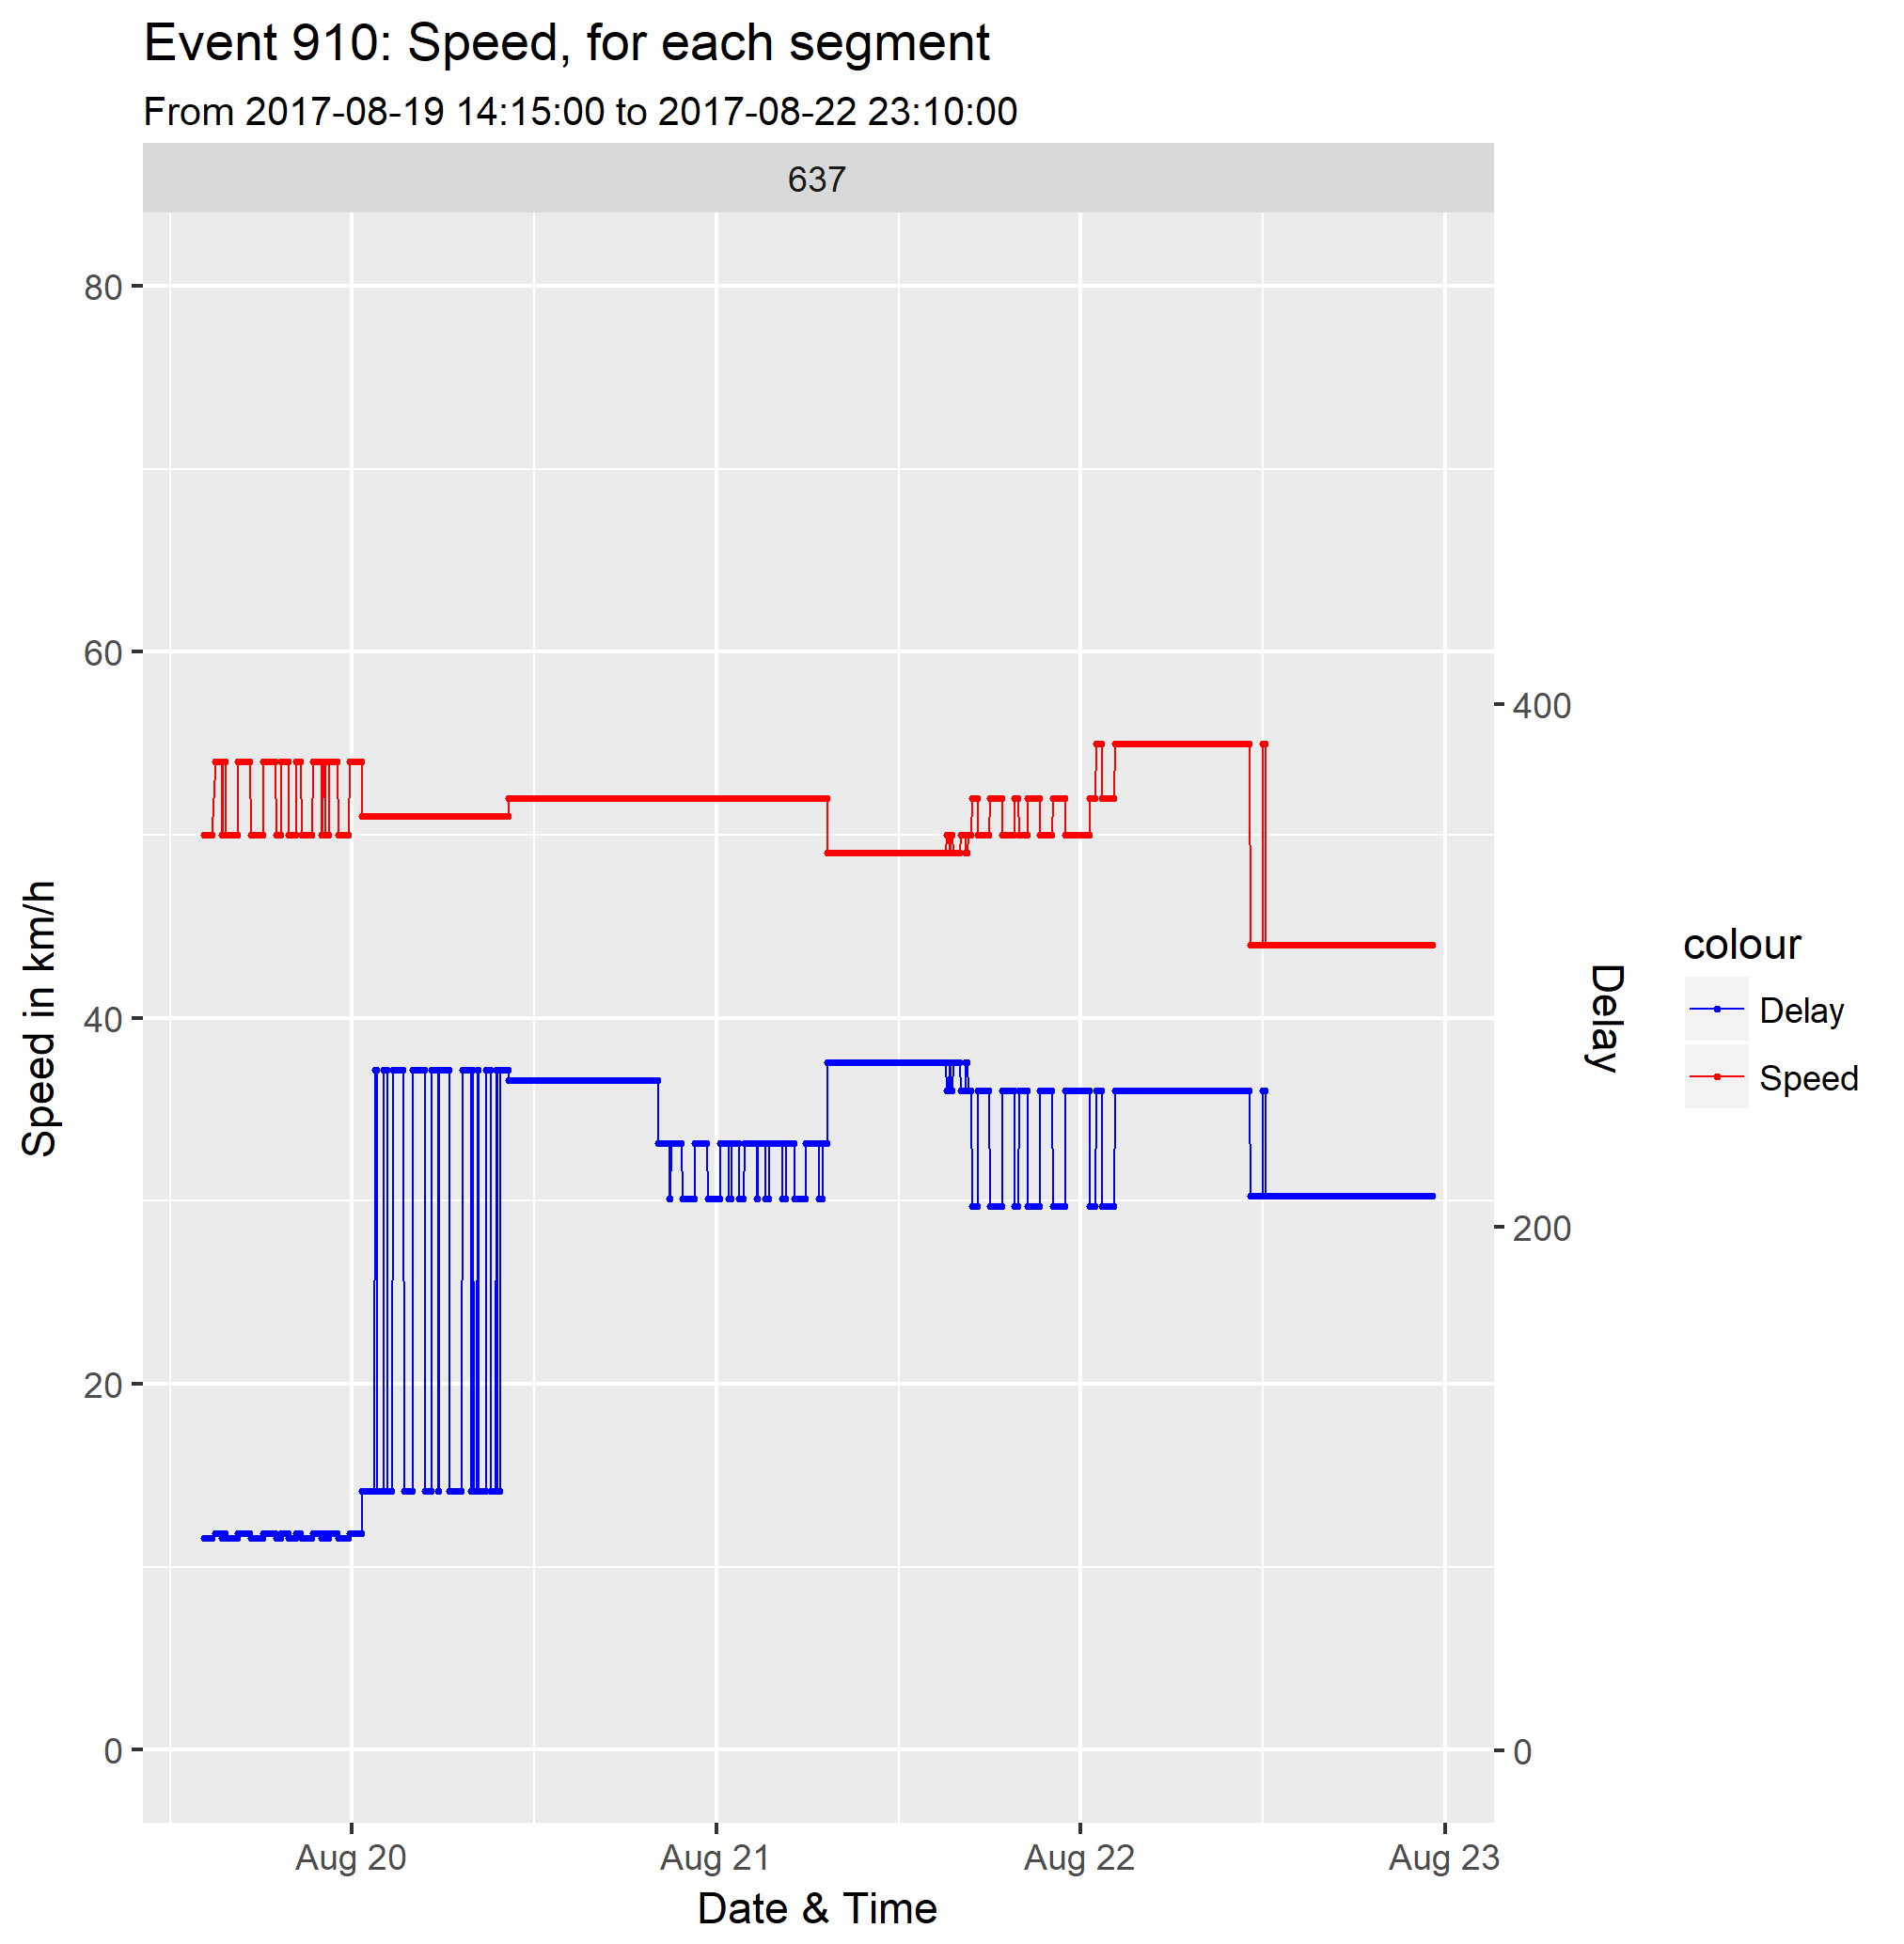 Event 910: Speed, for each segment
From 2017-08-19 14:15:00 to 2017-08-22 23:10:00
637
80
60
40
20
0
Speed in km/h
400
200
0
Delay
Aug 20
Aug 21
Aug 22
Aug 23
Date & Time
colour
Delay
Speed